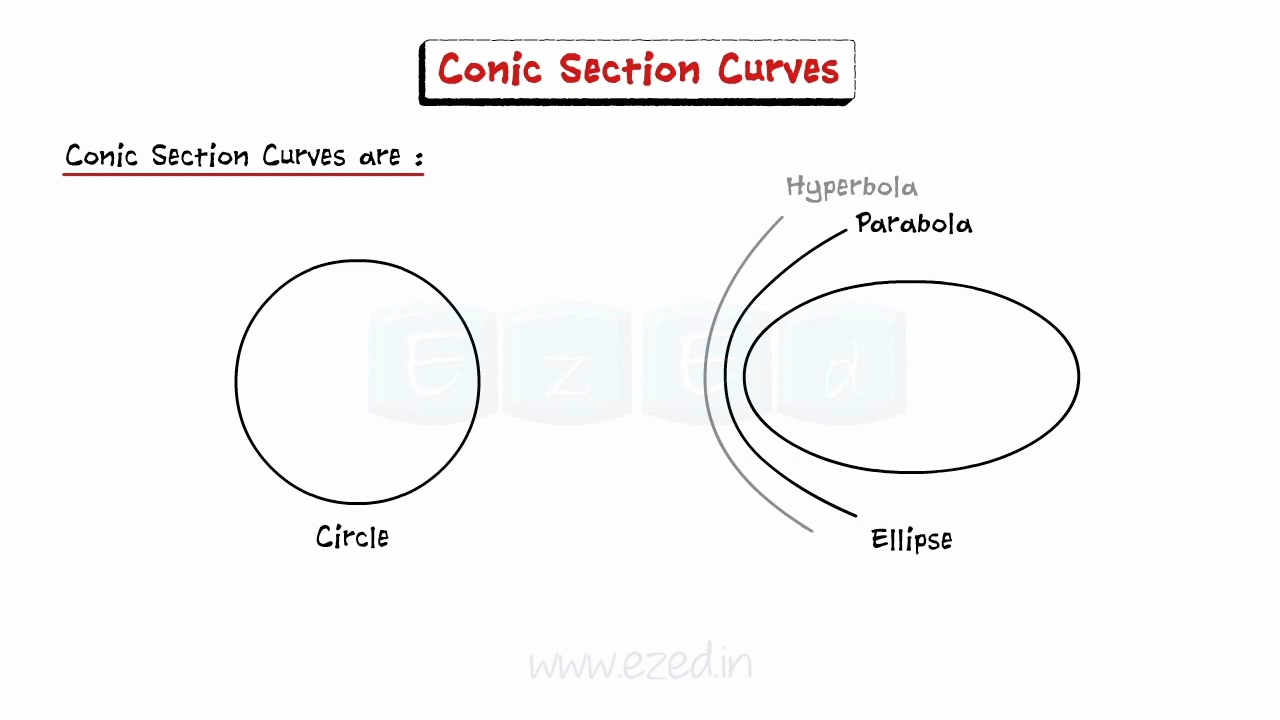 Conic Section Curves
Conic Section Curves are :
Hyperbola
Parabola
E z E d
Circle
Ellipse
www.ezed.in